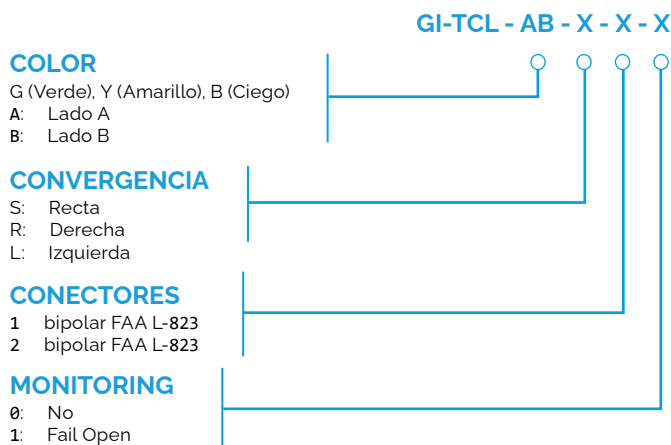 GI-TCL - AB - X - X - X
COLOR
G (Verde), Y (Amarillo), B (Ciego)
A: Lado A
B: Lado B
CONVERGENCIA
S: Recta
R: Derecha
L: Izquierda
CONECTORES
1 bipolar FAA L-823
2 bipolar FAA L-823
MONITORING
0: No
1: Fail Open